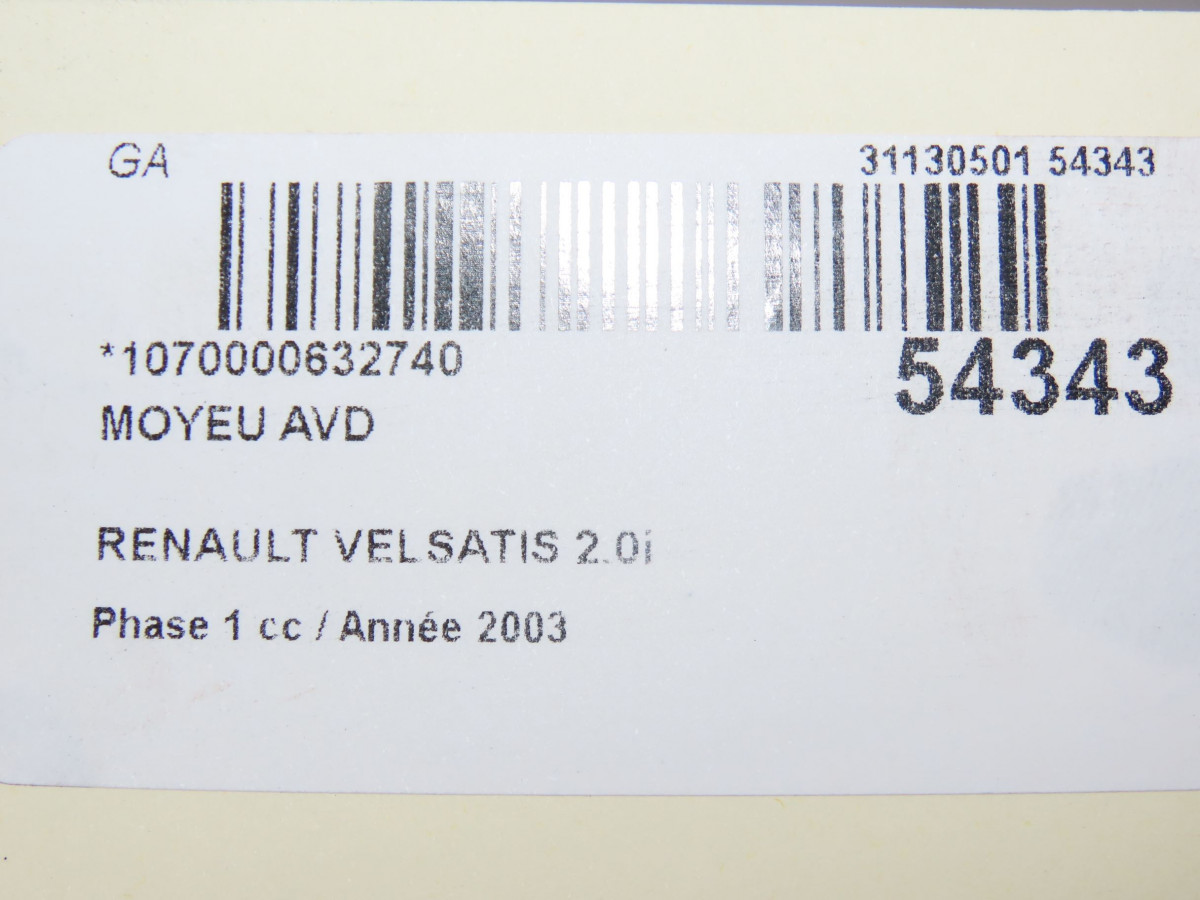 GA 31130501 54343
*1070000632740 54343
MOYEU AVD
RENAULT VELSATIS 2.0i
Phase 1 cc / Année 2003